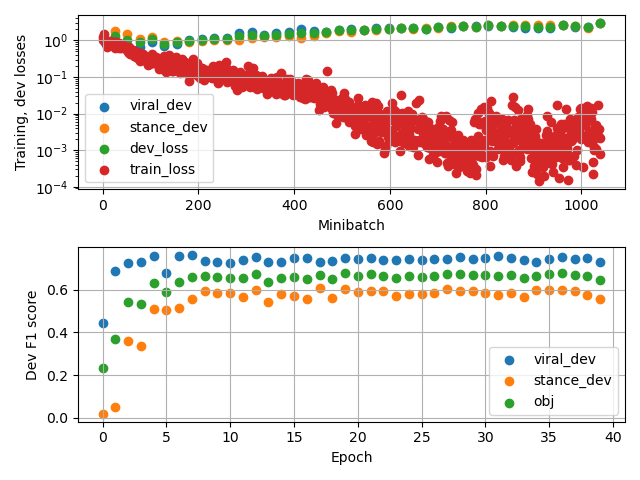 Training, dev losses
10⁰
10⁻¹
10⁻²
10⁻³
10⁻⁴
viral_dev
stance_dev
dev_loss
train_loss
0 200 400 600 800 1000
Minibatch
Dev F1 score
0.6
0.4
0.2
0.0
viral_dev
stance_dev
obj
0 5 10 15 20 25 30 35 40
Epoch